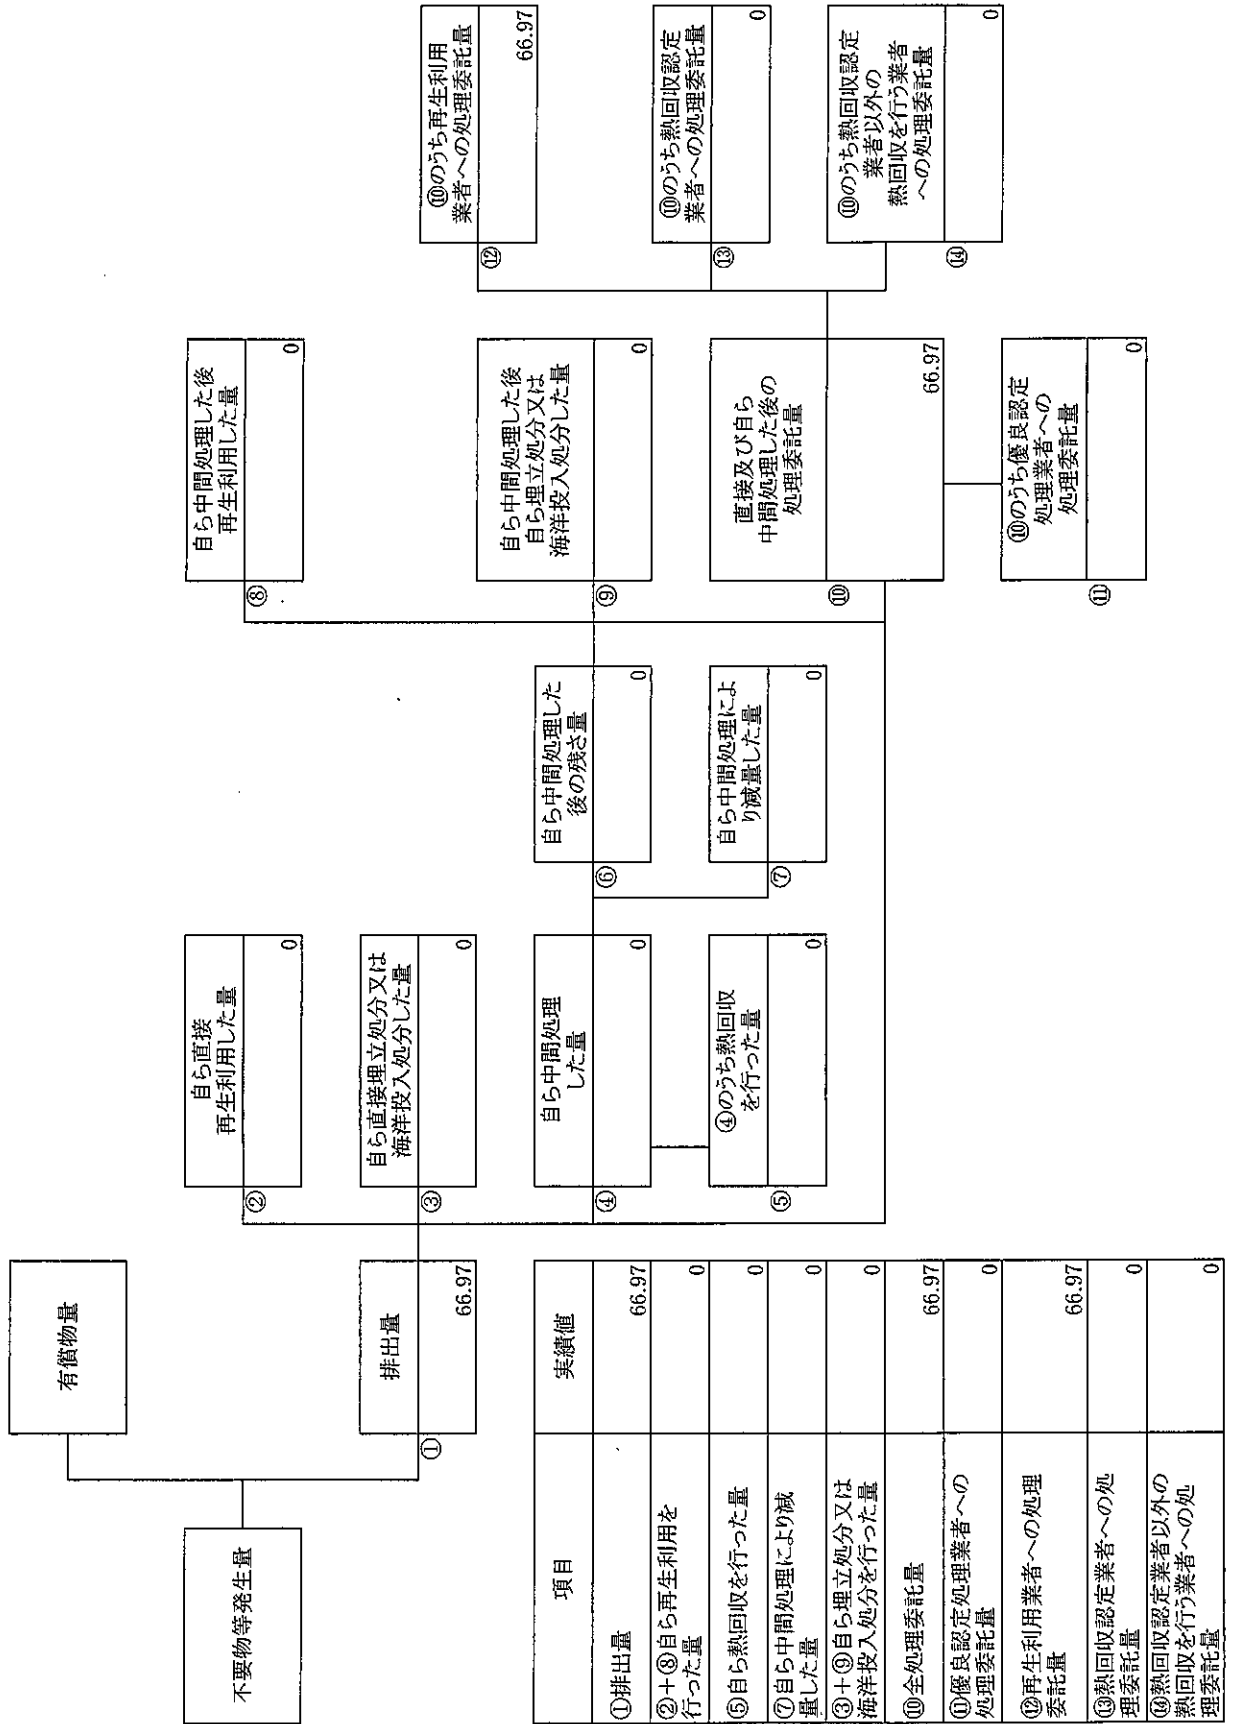 不要物等発生量
有償物量
①
排出量
66.97
②
自ら直接
再生利用した量
0
③
自ら直接埋立処分又は
海洋投入処分した量
0
④
自ら中間処理
した量
0
⑤
④のうち熱回収
を行った量
0
⑥
自ら中間処理した
後の残さ量
0
⑦
自ら中間処理によ
り減量した量
0
⑧
自ら中間処理した後
再生利用した量
0
⑨
自ら中間処理した後
自ら埋立処分又は
海洋投入処分した量
0
⑩
直接及び自ら
中間処理した後の
処理委託量
66.97
⑪
⑩のうち優良認定
処理業者への
処理委託量
0
⑫
⑩のうち再生利用
業者への処理委託量
66.97
⑬
⑩のうち熱回収認定
業者への処理委託量
0
⑭
⑩のうち熱回収認定
業者以外の
熱回収を行う業者
への処理委託量
0
項目 実績値
①排出量 66.97
②+⑧自ら再生利用を
行った量 0
⑤自ら熱回収を行った量 0
⑦自ら中間処理により減
量した量 0
③+⑨自ら埋立処分又は
海洋投入処分を行った量 0
⑩全処理委託量 66.97
⑪優良認定処理業者への
処理委託量 0
⑫再生利用業者への処理
委託量 66.97
⑬熱回収認定業者への処
理委託量 0
⑭熱回収認定業者以外の
熱回収を行う業者への処
理委託量 0